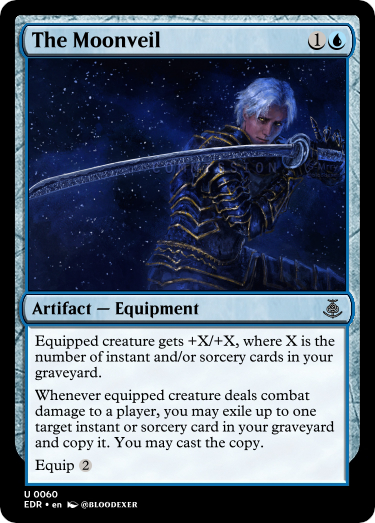 The Moonveil 1
Artifact — Equipment
Equipped creature gets +X/+X, where X is the
number of instant and/or sorcery cards in your
graveyard.
Whenever equipped creature deals combat
damage to a player, you may exile up to one
target instant or sorcery card in your graveyard
and copy it. You may cast the copy.
Equip 2
U 0060
EDR • en @BLOODEXER